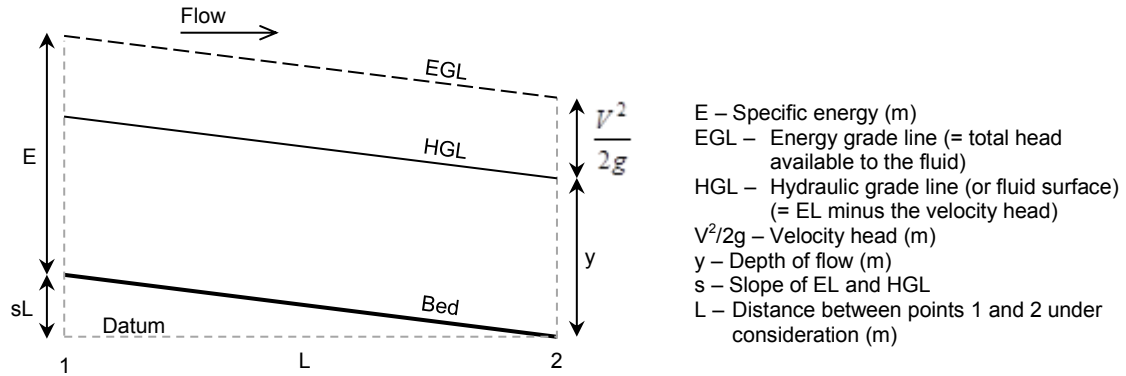 Flow
EGL
HGL
E
V²
2g
y
sL
Bed
Datum
1
L
2
E – Specific energy (m)
EGL – Energy grade line (= total head
available to the fluid)
HGL – Hydraulic grade line (or fluid surface)
(= EL minus the velocity head)
V²/2g – Velocity head (m)
y – Depth of flow (m)
s – Slope of EL and HGL
L – Distance between points 1 and 2 under
consideration (m)